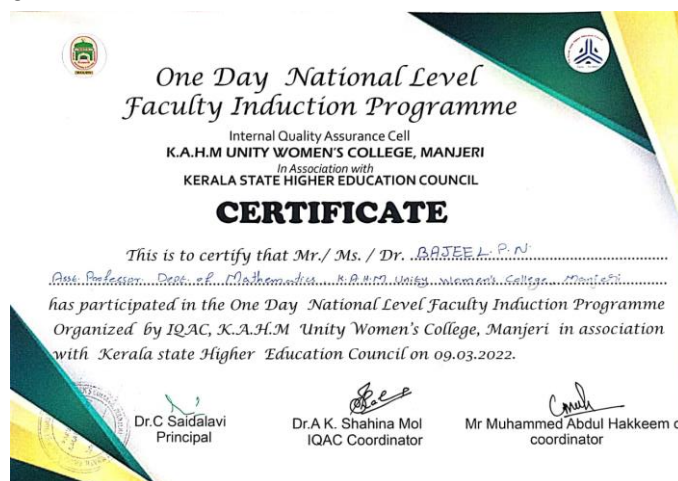 One Day National Level
Faculty Induction Programme
Internal Quality Assurance Cell
K.A.H.M UNITY WOMEN'S COLLEGE, MANJERI
In Association with
KERALA STATE HIGHER EDUCATION COUNCIL
CERTIFICATE
This is to certify that Mr./ Ms. / Dr. BAJEEL. P. N
Asst. Professor. Dept. of Mathematics K.A.H.M Unity women's College, Manjeri
has participated in the One Day National Level Faculty Induction Programme
Organized by IQAC, K.A.H.M Unity Women's College, Manjeri in association
with Kerala state Higher Education Council on 09.03.2022.
Dr.C Saidalavi
Principal
Dr.A K. Shahina Mol
IQAC Coordinator
Mr Muhammed Abdul Hakkeem c
coordinator